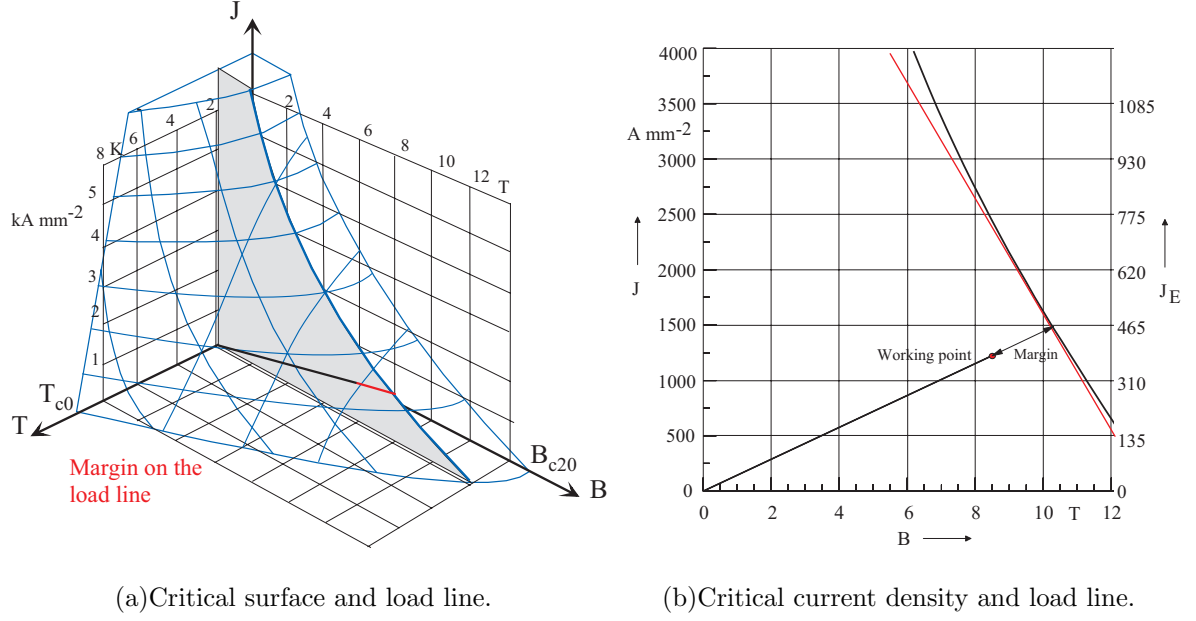 J
2
2
4
6
8
10
12
T
4
6
K
8
5
kA mm-2
4
3
2
1
Tc0
T
Margin on the
load line
Bc20
B
4000
3500
A mm-2
3000
2500
J
2000
1500
1000
500
0
1085
930
775
620
JE
465
310
135
0
Working point
Margin
0 2 4 6 8 10 T 12
B
(a)Critical surface and load line.
(b)Critical current density and load line.